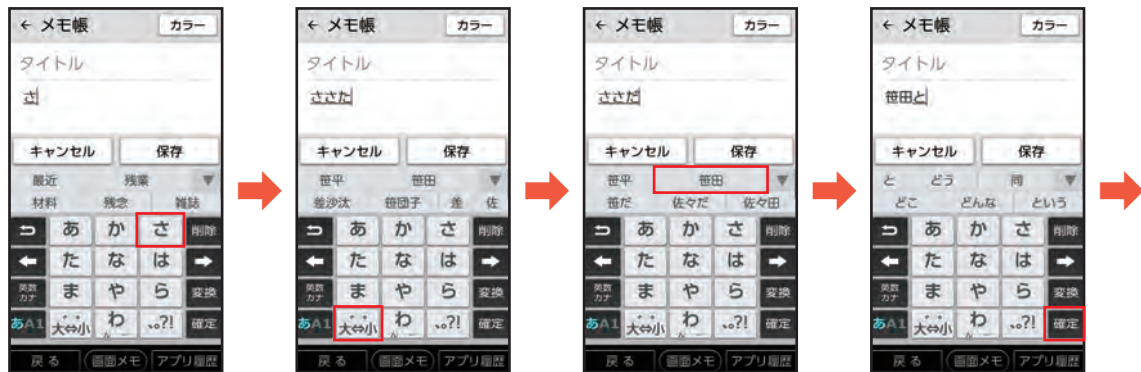 ← メモ帳 カラー
タイトル
さ
キャンセル 保存
最近 残業 ▼
材料 残念 雑誌
あ か さ 削除
← た な は →
英数カナ ま や ら 変換
あA1 大⇔小 わ 、。?! 確定
戻る 画面メモ アプリ履歴
← メモ帳 カラー
タイトル
ささた
キャンセル 保存
笹平 笹田 ▼
差沙汰 笹団子 差 佐
あ か さ 削除
← た な は →
英数カナ ま や ら 変換
あA1 大⇔小 わ 、。?! 確定
戻る 画面メモ アプリ履歴
← メモ帳 カラー
タイトル
ささだ
キャンセル 保存
笹平 笹田 ▼
笹だ 佐々だ 佐々田
あ か さ 削除
← た な は →
英数カナ ま や ら 変換
あA1 大⇔小 わ 、。?! 確定
戻る 画面メモ アプリ履歴
← メモ帳 カラー
タイトル
笹田と
キャンセル 保存
と どう 同 ▼
どこ どんな という
あ か さ 削除
← た な は →
英数カナ ま や ら 変換
あA1 大⇔小 わ 、。?! 確定
戻る 画面メモ アプリ履歴